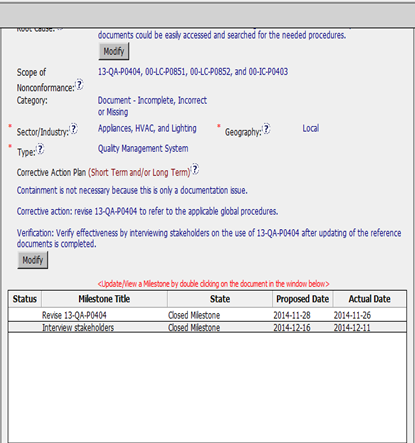 Root Cause:
documents could be easily accessed and searched for the needed procedures.
Modify
Scope of 13-QA-P0404, 00-LC-P0851, 00-LC-P0852, and 00-IC-P0403
Nonconformance: ?
Category: Document - Incomplete, Incorrect
or Missing
* Sector/Industry: ? Appliances, HVAC, and Lighting * Geography: ? Local
* Type: ? Quality Management System
Corrective Action Plan (Short Term and/or Long Term) ?
Containment is not necessary because this is only a documentation issue.
Corrective action: revise 13-QA-P0404 to refer to the applicable global procedures.
Verification: Verify effectiveness by interviewing stakeholders on the use of 13-QA-P0404 after updating of the reference
documents is completed.
Modify
<Update/View a Milestone by double clicking on the document in the window below>
Status Milestone Title State Proposed Date Actual Date
Revise 13-QA-P0404 Closed Milestone 2014-11-28 2014-11-26
Interview stakeholders Closed Milestone 2014-12-16 2014-12-11